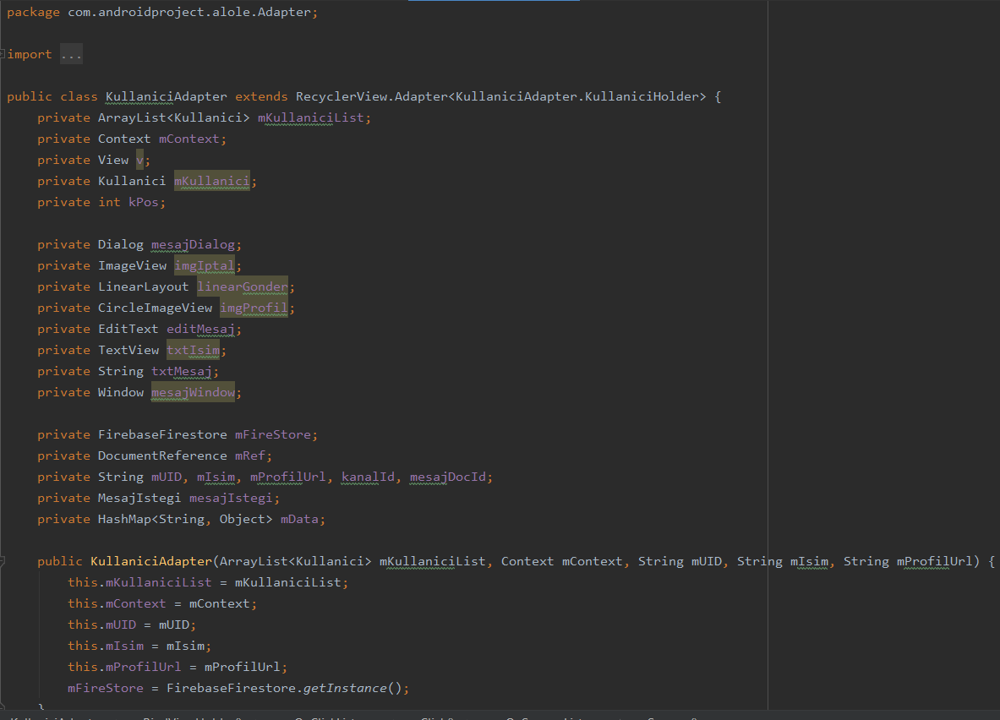 package com.androidproject.alole.Adapter;
import ...
public class KullaniciAdapter extends RecyclerView.Adapter<KullaniciAdapter.KullaniciHolder> {
private ArrayList<Kullanici> mKullaniciList;
private Context mContext;
private View v;
private Kullanici mKullanici;
private int kPos;
private Dialog mesajDialog;
private ImageView imgIptal;
private LinearLayout linearGonder;
private CircleImageView imgProfil;
private EditText editMesaj;
private TextView txtIsim;
private String txtMesaj;
private Window mesajWindow;
private FirebaseFirestore mFireStore;
private DocumentReference mRef;
private String mUID, mIsim, mProfilUrl, kanalId, mesajDocId;
private MesajIstegi mesajIstegi;
private HashMap<String, Object> mData;
public KullaniciAdapter(ArrayList<Kullanici> mKullaniciList, Context mContext, String mUID, String mIsim, String mProfilUrl) {
this.mKullaniciList = mKullaniciList;
this.mContext = mContext;
this.mUID = mUID;
this.mIsim = mIsim;
this.mProfilUrl = mProfilUrl;
mFireStore = FirebaseFirestore.getInstance();
}